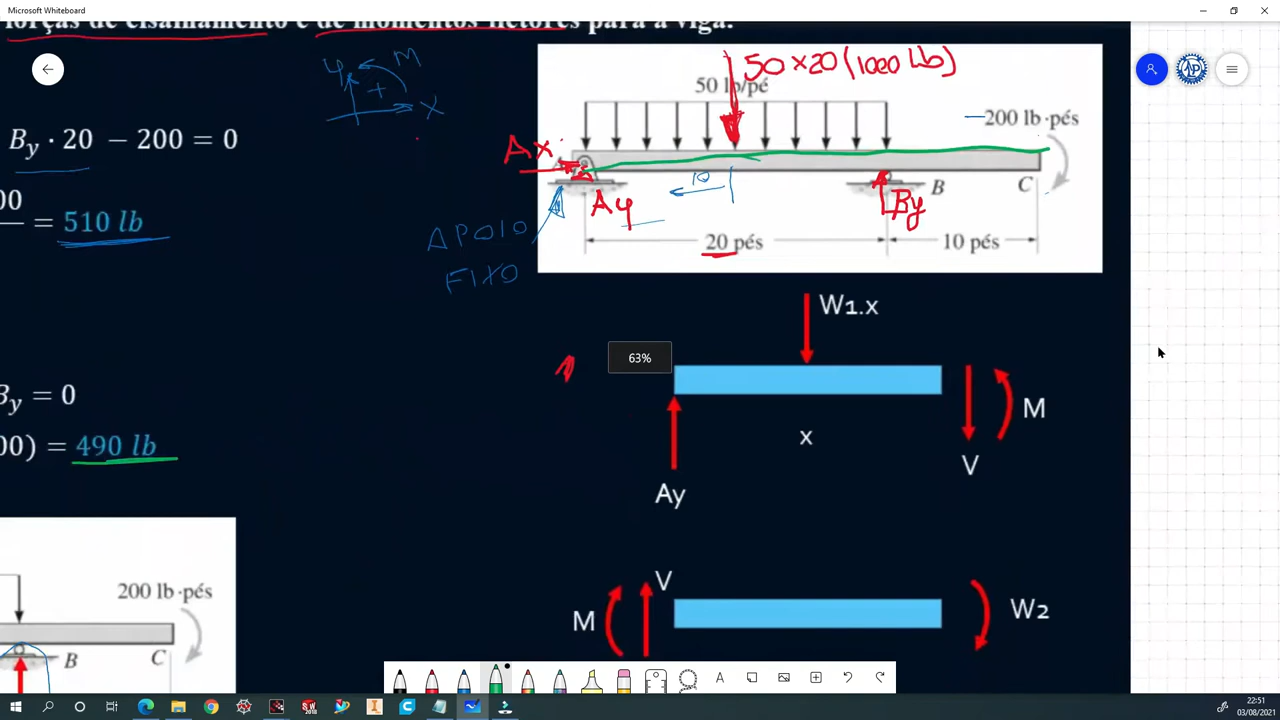 Microsoft Whiteboard
forças de cisalhamento e de momentos fletores para a viga.
y
M
+
x
By · 20 − 200 = 0
00
= 510 lb
By = 0
00) = 490 lb
50 x 20 (1000 lb)
50 lb/pé
−200 lb·pés
Ax
10
B
C
Ay
By
APOIO
FIXO
20 pés
10 pés
W1.x
63%
M
x
V
Ay
200 lb·pés
B
C
V
M
W2
A
22:51
03/08/2021